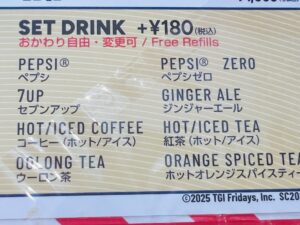 SET DRINK +¥180(税込)
おかわり自由・変更可 / Free Refills
PEPSI®
ペプシ
PEPSI® ZERO
ペプシゼロ
7UP
セブンアップ
GINGER ALE
ジンジャーエール
HOT/ICED COFFEE
コーヒー (ホット/アイス)
HOT/ICED TEA
紅茶 (ホット/アイス)
OOLONG TEA
ウーロン茶
ORANGE SPICED TEA
ホットオレンジスパイスティー
©2025 TGI Fridays, Inc. SC20